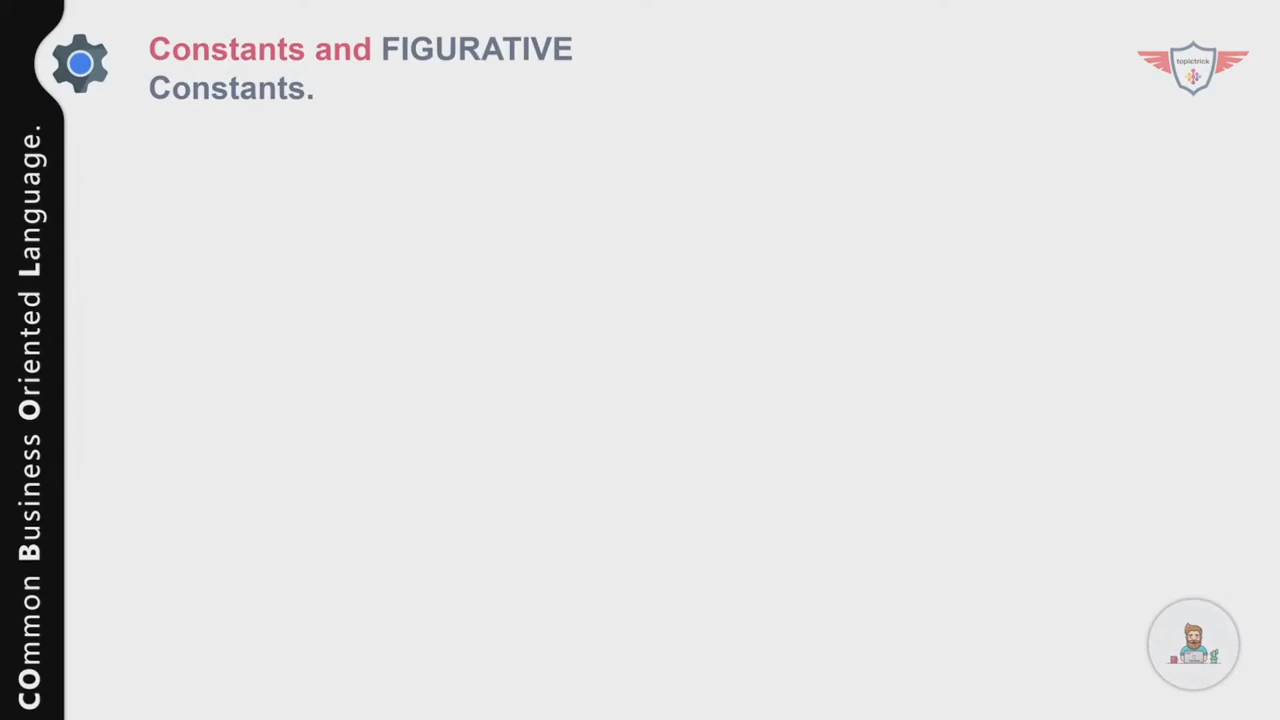 Constants and FIGURATIVE
Constants.
topictrick
COmmon Business Oriented Language.